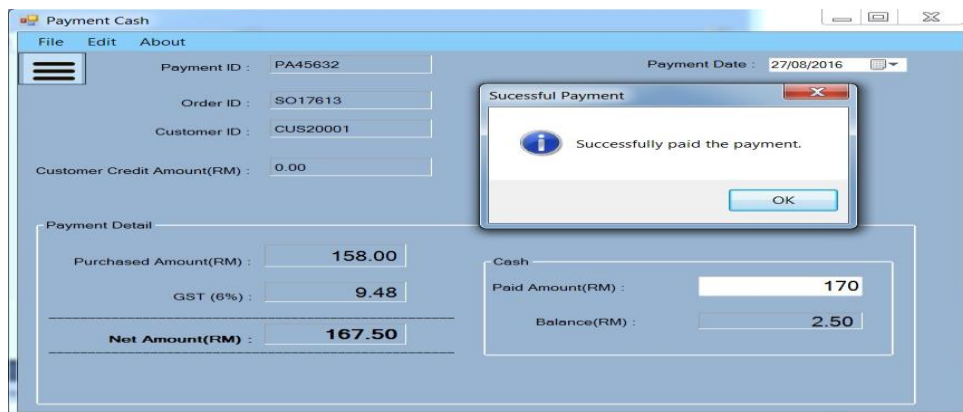 Payment Cash
File Edit About
Payment ID : PA45632
Payment Date : 27/08/2016
Order ID : SO17613
Customer ID : CUS20001
Customer Credit Amount(RM) : 0.00
Sucessful Payment
Successfully paid the payment.
OK
Payment Detail
Purchased Amount(RM) : 158.00
GST (6%) : 9.48
Net Amount(RM) : 167.50
Cash
Paid Amount(RM) : 170
Balance(RM) : 2.50